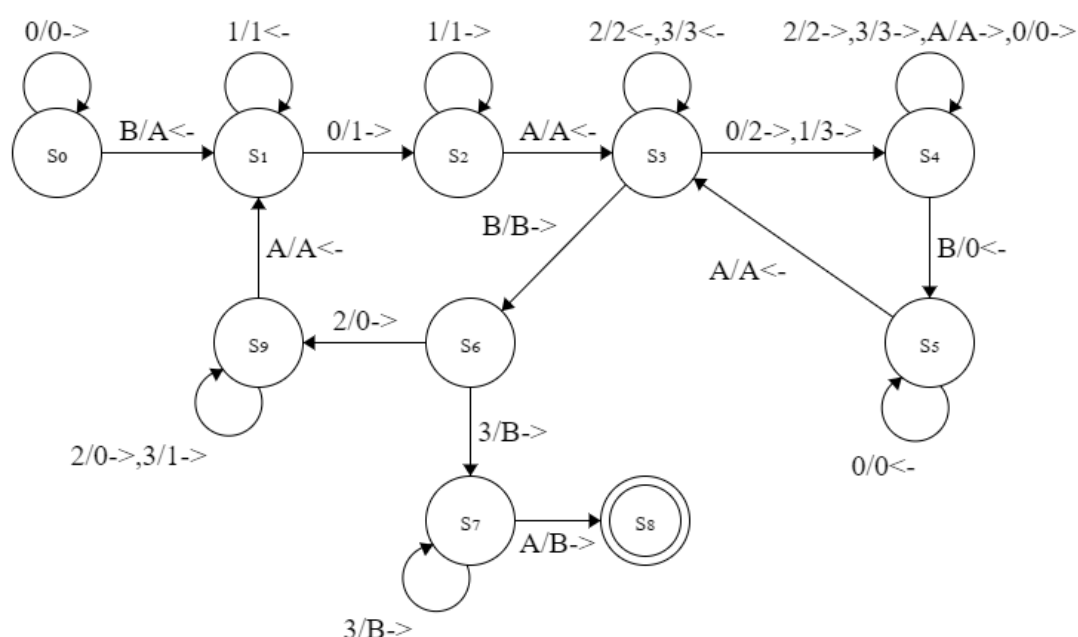 0/0->
1/1<-
1/1->
2/2<-,3/3<-
2/2->,3/3->,A/A->,0/0->
S0
B/A<-
S1
0/1->
S2
A/A<-
S3
0/2->,1/3->
S4
A/A<-
B/B->
A/A<-
B/0<-
S9
2/0->
S6
S5
2/0->,3/1->
3/B->
0/0<-
S7
A/B->
S8
3/B->